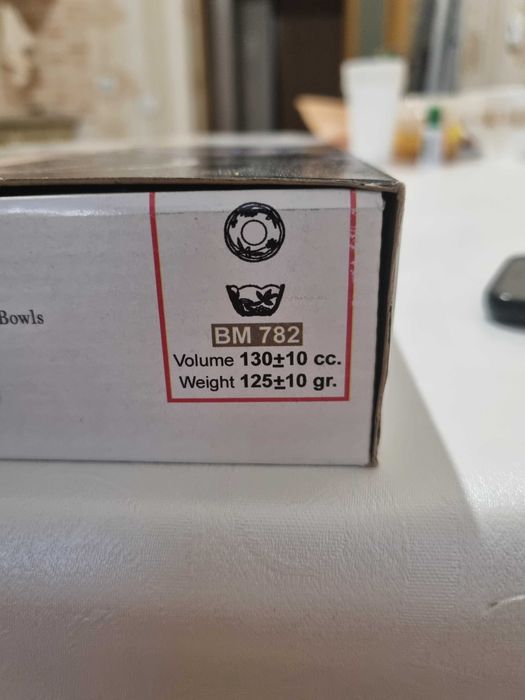 Bowls
BM 782
Volume 130±10 cc.
Weight 125±10 gr.